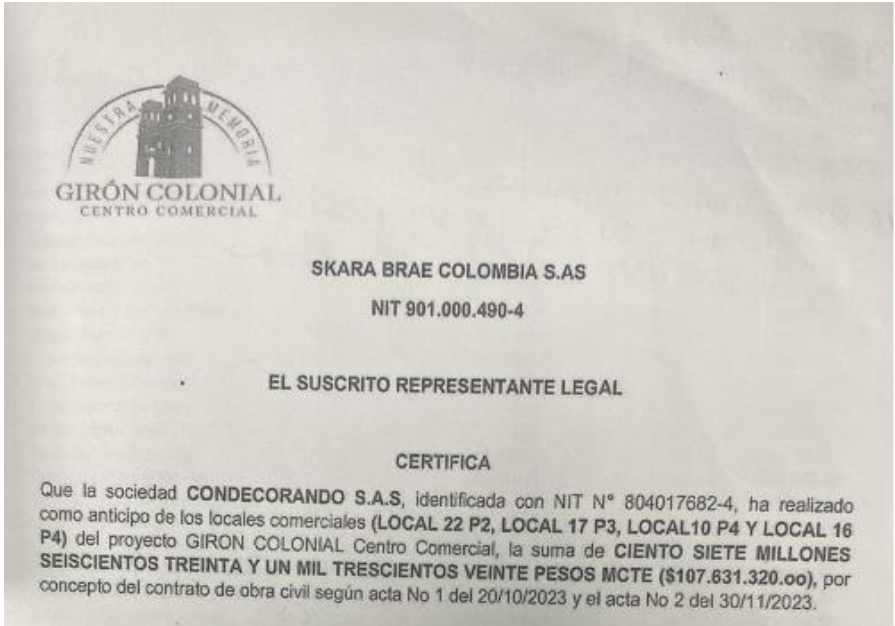 NUESTRA MEMORIA
GIRÓN COLONIAL
CENTRO COMERCIAL
SKARA BRAE COLOMBIA S.AS
NIT 901.000.490-4
EL SUSCRITO REPRESENTANTE LEGAL
CERTIFICA
Que la sociedad CONDECORANDO S.A.S, identificada con NIT N° 804017682-4, ha realizado
como anticipo de los locales comerciales (LOCAL 22 P2, LOCAL 17 P3, LOCAL10 P4 Y LOCAL 16
P4) del proyecto GIRON COLONIAL Centro Comercial, la suma de CIENTO SIETE MILLONES
SEISCIENTOS TREINTA Y UN MIL TRESCIENTOS VEINTE PESOS MCTE ($107.631.320.oo), por
concepto del contrato de obra civil según acta No 1 del 20/10/2023 y el acta No 2 del 30/11/2023.